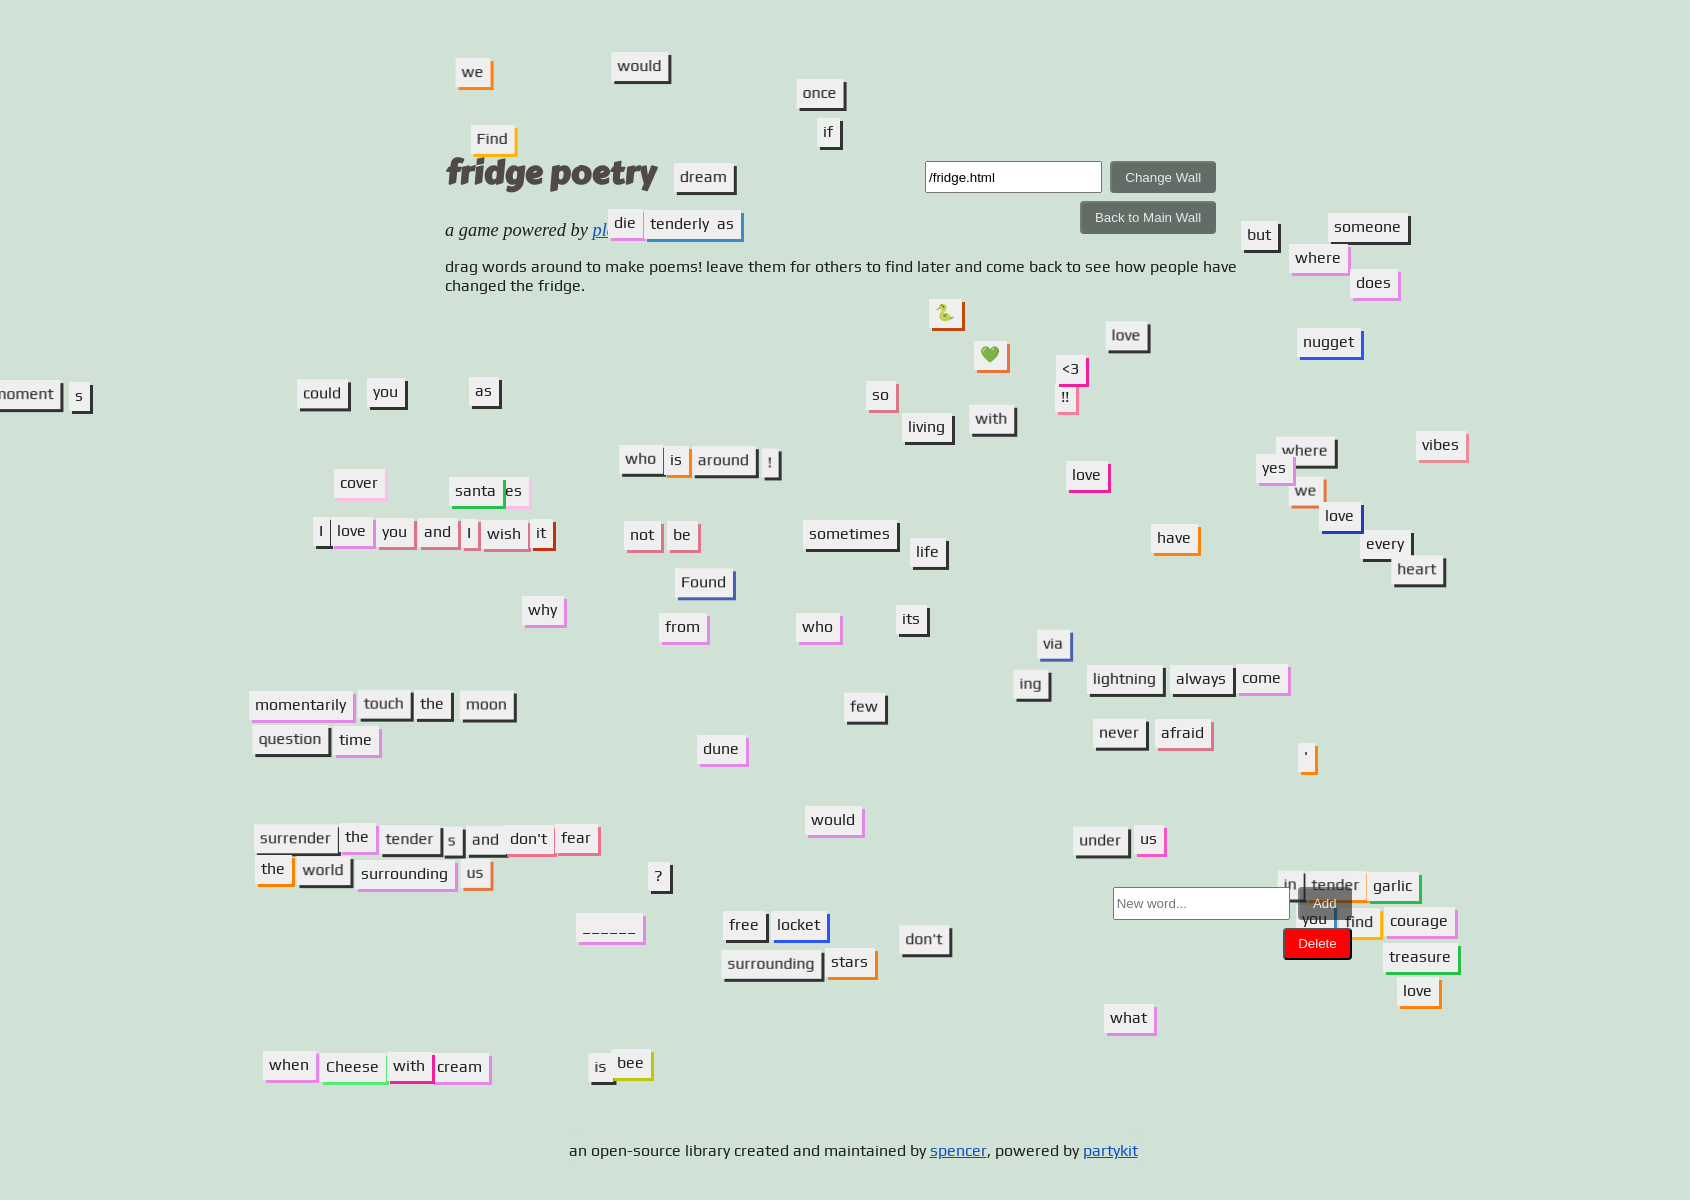 we
would
once
if
Find
fridge poetry
dream
/fridge.html
Change Wall
Back to Main Wall
a game powered by
die tenderly as
but
someone
where
does
drag words around to make poems! leave them for others to find later and come back to see how people have
changed the fridge.
🐍
love
nugget
💚
<3
!!
moment s
could you as
so
living
with
who is around !
where
vibes
yes
love
cover
santa es
we
love
I love you and I wish it
not be
sometimes
life
have
every
heart
Found
why
from
who
its
via
ing
lightning always come
momentarily touch the moon
few
question time
dune
never afraid
'
would
surrender the tender s and don't fear
under us
the world surrounding us
?
in tender garlic
New word...
Add
you find courage
______
free locket
don't
Delete
treasure
surrounding stars
love
what
when Cheese with cream
is bee
an open-source library created and maintained by spencer, powered by partykit